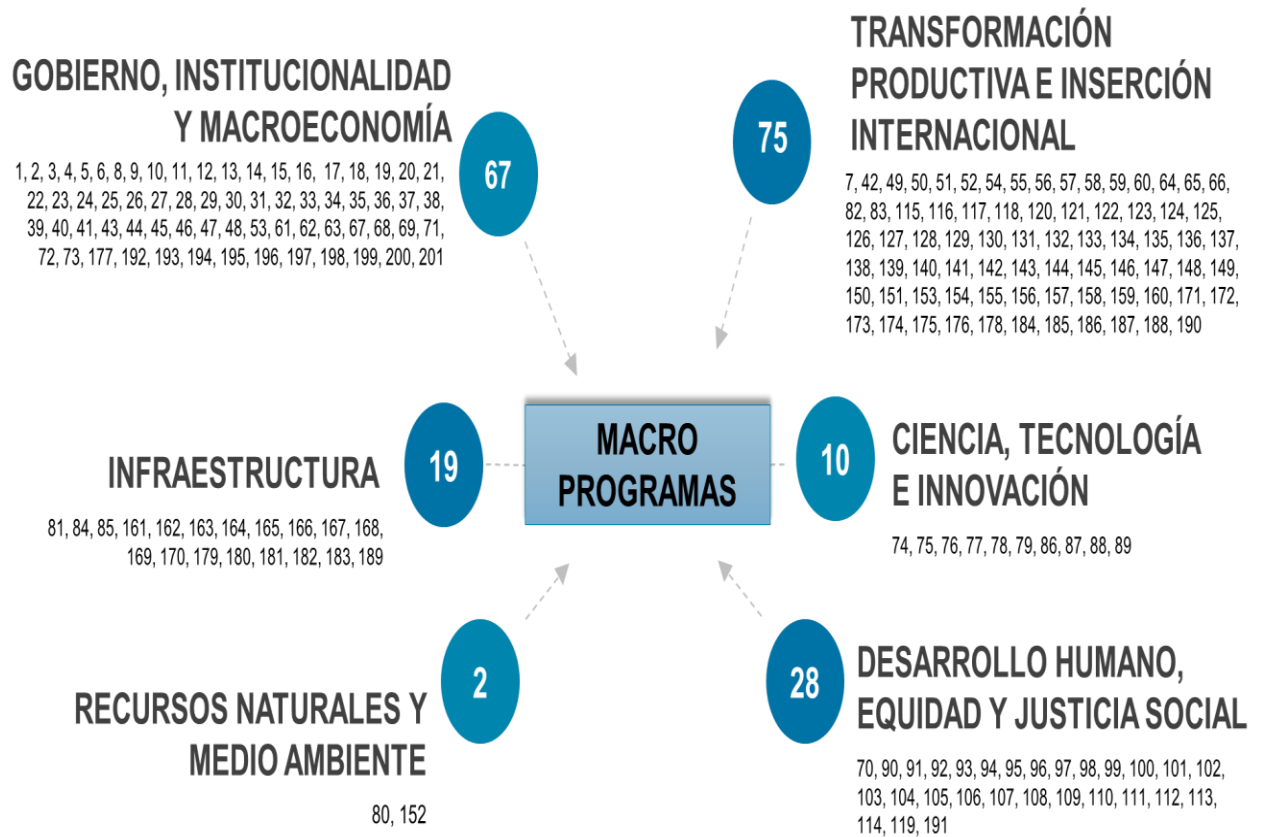 GOBIERNO, INSTITUCIONALIDAD
Y MACROECONOMÍA
1, 2, 3, 4, 5, 6, 8, 9, 10, 11, 12, 13, 14, 15, 16, 17, 18, 19, 20, 21,
22, 23, 24, 25, 26, 27, 28, 29, 30, 31, 32, 33, 34, 35, 36, 37, 38,
39, 40, 41, 43, 44, 45, 46, 47, 48, 53, 61, 62, 63, 67, 68, 69, 71,
72, 73, 177, 192, 193, 194, 195, 196, 197, 198, 199, 200, 201
67
TRANSFORMACIÓN
PRODUCTIVA E INSERCIÓN
INTERNACIONAL
75
7, 42, 49, 50, 51, 52, 54, 55, 56, 57, 58, 59, 60, 64, 65, 66,
82, 83, 115, 116, 117, 118, 120, 121, 122, 123, 124, 125,
126, 127, 128, 129, 130, 131, 132, 133, 134, 135, 136, 137,
138, 139, 140, 141, 142, 143, 144, 145, 146, 147, 148, 149,
150, 151, 153, 154, 155, 156, 157, 158, 159, 160, 171, 172,
173, 174, 175, 176, 178, 184, 185, 186, 187, 188, 190
INFRAESTRUCTURA
19
81, 84, 85, 161, 162, 163, 164, 165, 166, 167, 168,
169, 170, 179, 180, 181, 182, 183, 189
MACRO
PROGRAMAS
10
CIENCIA, TECNOLOGÍA
E INNOVACIÓN
74, 75, 76, 77, 78, 79, 86, 87, 88, 89
2
RECURSOS NATURALES Y
MEDIO AMBIENTE
80, 152
28
DESARROLLO HUMANO,
EQUIDAD Y JUSTICIA SOCIAL
70, 90, 91, 92, 93, 94, 95, 96, 97, 98, 99, 100, 101, 102,
103, 104, 105, 106, 107, 108, 109, 110, 111, 112, 113,
114, 119, 191